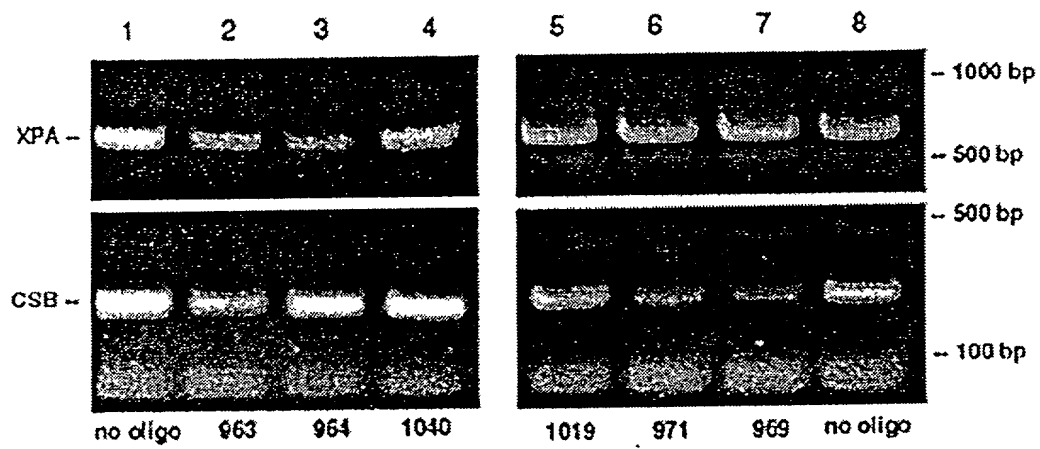 1 2 3 4 5 6 7 8
-- 1000 bp
XPA --
-- 500 bp
-- 500 bp
CSB --
-- 100 bp
no oligo 963 964 1040 1019 971 969 no oligo